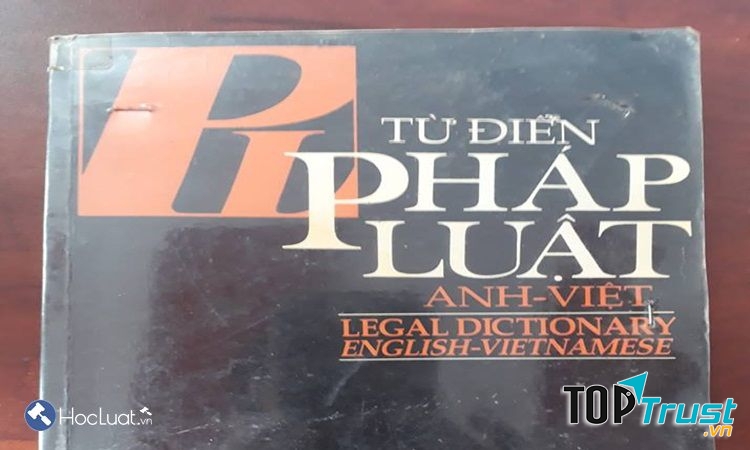 PL
TỪ ĐIỂN
PHÁP
LUẬT
ANH-VIỆT
LEGAL DICTIONARY
ENGLISH-VIETNAMESE
HocLuat.vn
TOPTrust.vn